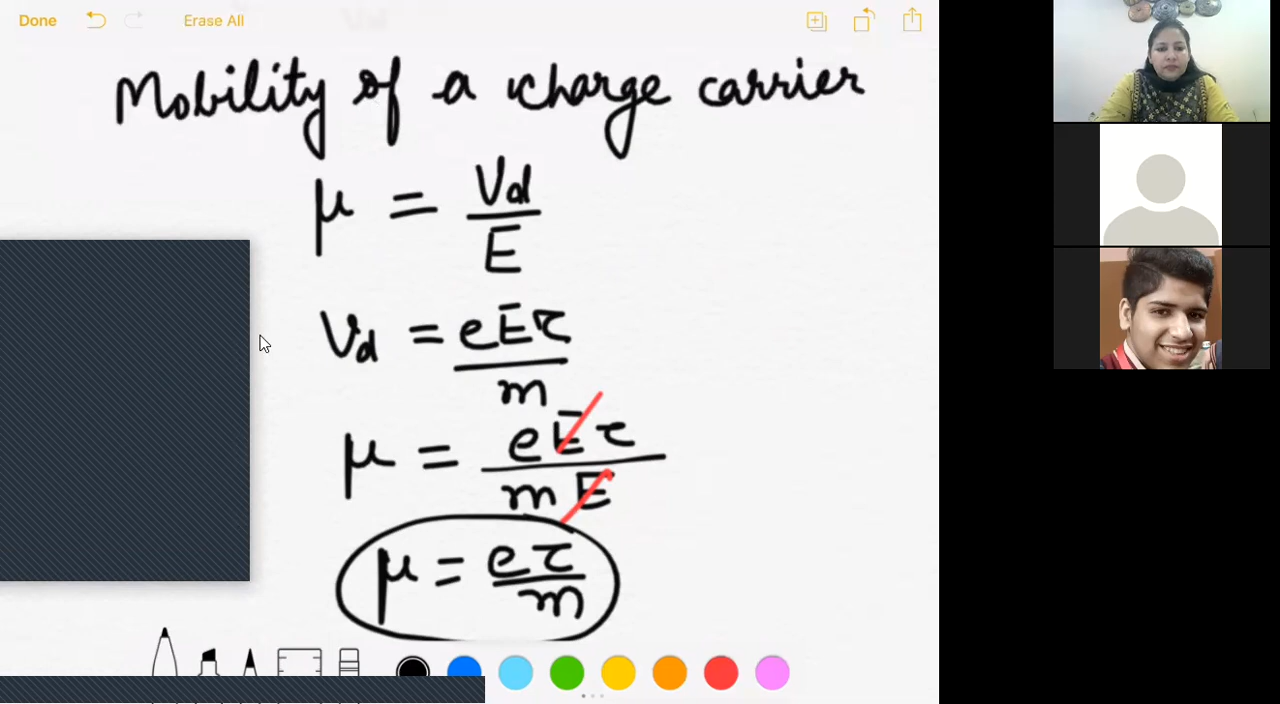 Done Erase All
Mobility of a charge carrier
μ = Vd/E
Vd = eEτ/m
μ = eEτ/mE
μ = eτ/m